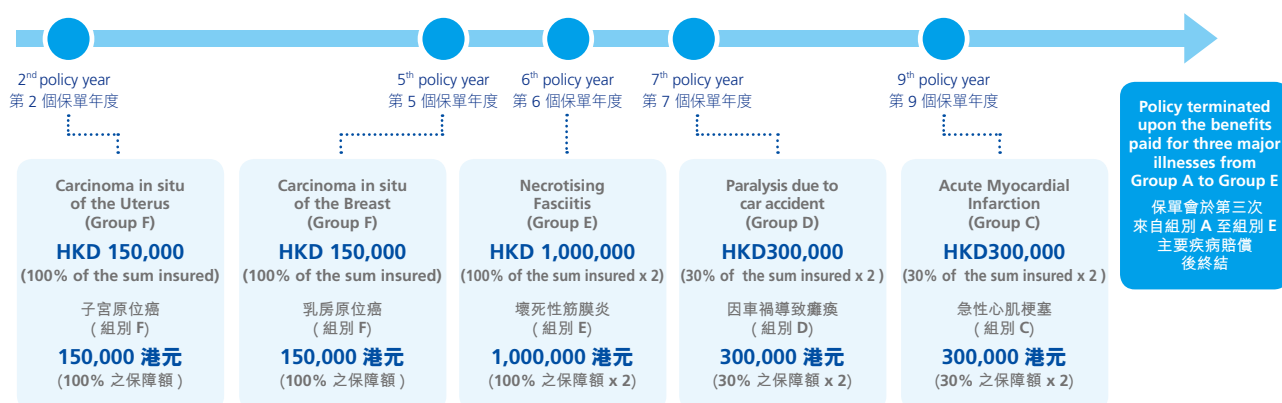 2nd policy year
第 2 個保單年度
5th policy year
第 5 個保單年度
6th policy year
第 6 個保單年度
7th policy year
第 7 個保單年度
9th policy year
第 9 個保單年度
Carcinoma in situ
of the Uterus
(Group F)
HKD 150,000
(100% of the sum insured)
子宮原位癌
( 組別 F)
150,000 港元
(100% 之保障額 )
Carcinoma in situ
of the Breast
(Group F)
HKD 150,000
(100% of the sum insured)
乳房原位癌
( 組別 F)
150,000 港元
(100% 之保障額 )
Necrotising
Fasciitis
(Group E)
HKD 1,000,000
(100% of the sum insured x 2)
壞死性筋膜炎
( 組別 E)
1,000,000 港元
(100% 之保障額 x 2)
Paralysis due to
car accident
(Group D)
HKD300,000
(30% of the sum insured x 2 )
因車禍導致癱瘓
( 組別 D)
300,000 港元
(30% 之保障額 x 2)
Acute Myocardial
Infarction
(Group C)
HKD300,000
(30% of the sum insured x 2 )
急性心肌梗塞
( 組別 C)
300,000 港元
(30% 之保障額 x 2)
Policy terminated
upon the benefits
paid for three major
illnesses from
Group A to Group E
保單會於第三次
來自組別 A 至組別 E
主要疾病賠償
後終結